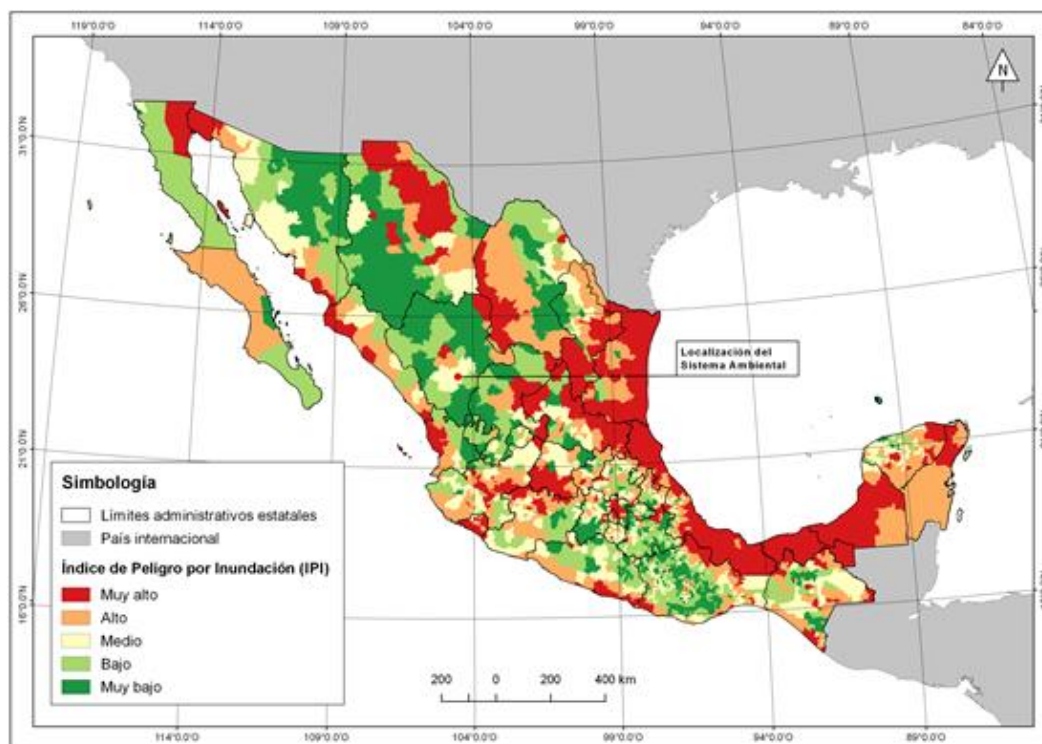 119°0.0'O 114°0.0'O 109°0.0'O 104°0.0'O 99°0.0'O 94°0.0'O 89°0.0'O 84°0.0'O
N
31°0.0'N
21°0.0'N
16°0.0'N
Localización del
Sistema Ambiental
Simbología
Límites administrativos estatales
País internacional
Índice de Peligro por Inundación (IPI)
Muy alto
Alto
Medio
Bajo
Muy bajo
200 0 200 400 km
114°0.0'O 109°0.0'O 104°0.0'O 99°0.0'O 94°0.0'O 89°0.0'O